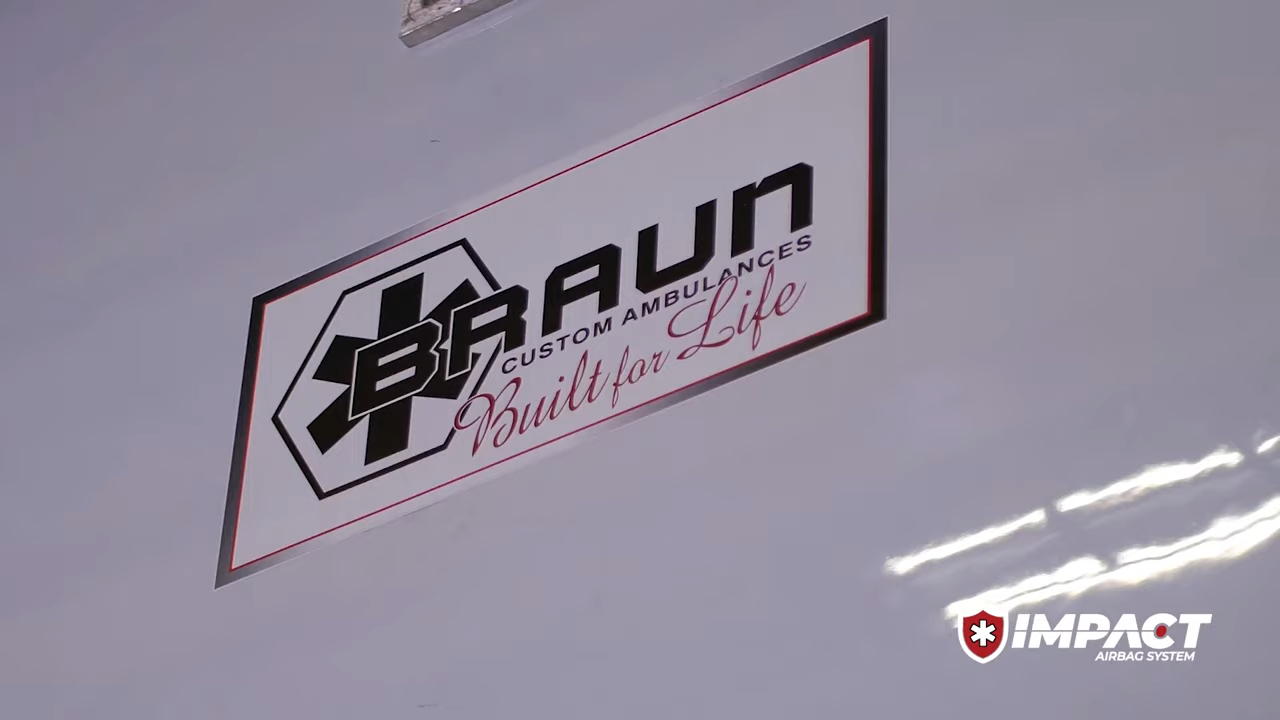 BRAUN
CUSTOM AMBULANCES
Built for Life
IMPACT
AIRBAG SYSTEM